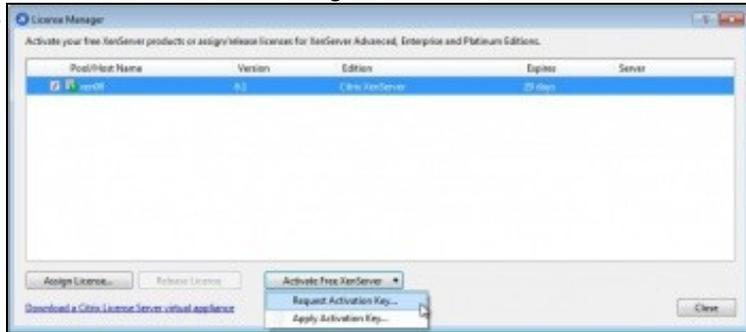 License Manager
Activate your free XenServer products or assign/release licenses for XenServer Advanced, Enterprise and Platinum Editions.
Pool/Host Name Version Edition Expires Server
Citrix XenServer 29 days
Assign License... Release License Activate Free XenServer
Request Activation Key...
Download a Citrix License Server virtual appliance Close
Apply Activation Key...